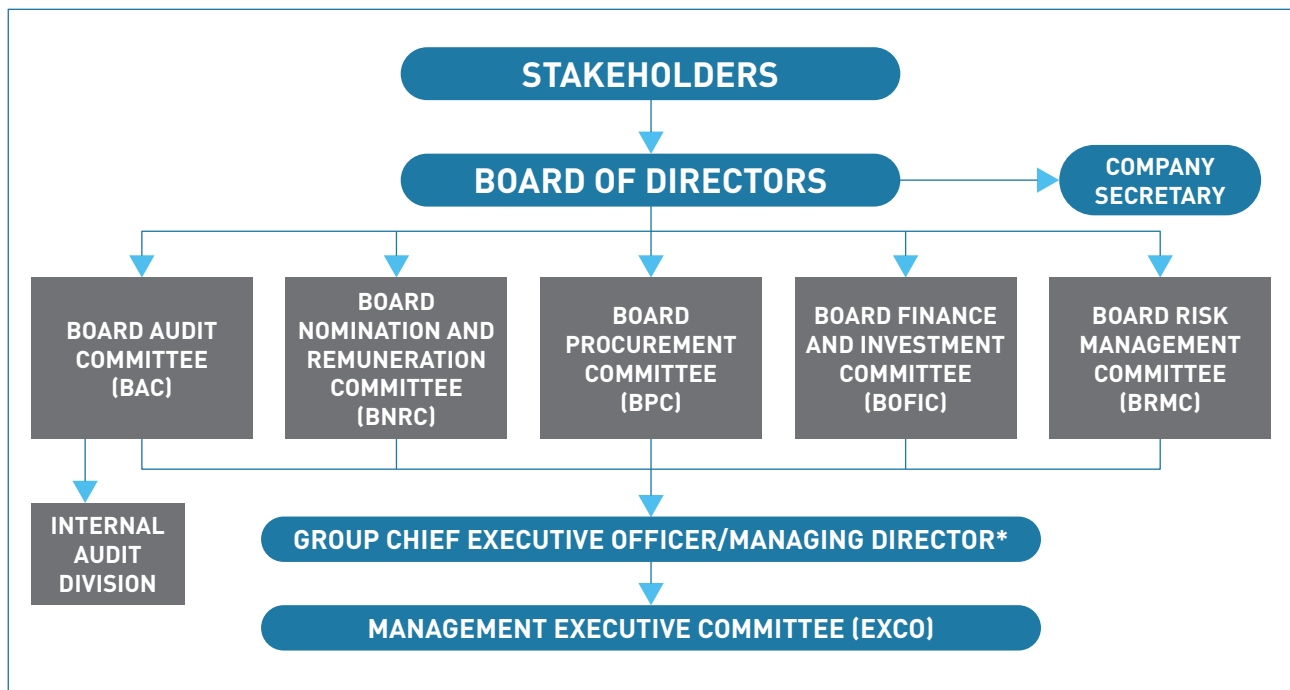 STAKEHOLDERS
BOARD OF DIRECTORS
COMPANY
SECRETARY
BOARD AUDIT
COMMITTEE
(BAC)
BOARD
NOMINATION AND
REMUNERATION
COMMITTEE
(BNRC)
BOARD
PROCUREMENT
COMMITTEE
(BPC)
BOARD FINANCE
AND INVESTMENT
COMMITTEE
(BOFIC)
BOARD RISK
MANAGEMENT
COMMITTEE
(BRMC)
INTERNAL
AUDIT
DIVISION
GROUP CHIEF EXECUTIVE OFFICER/MANAGING DIRECTOR*
MANAGEMENT EXECUTIVE COMMITTEE (EXCO)